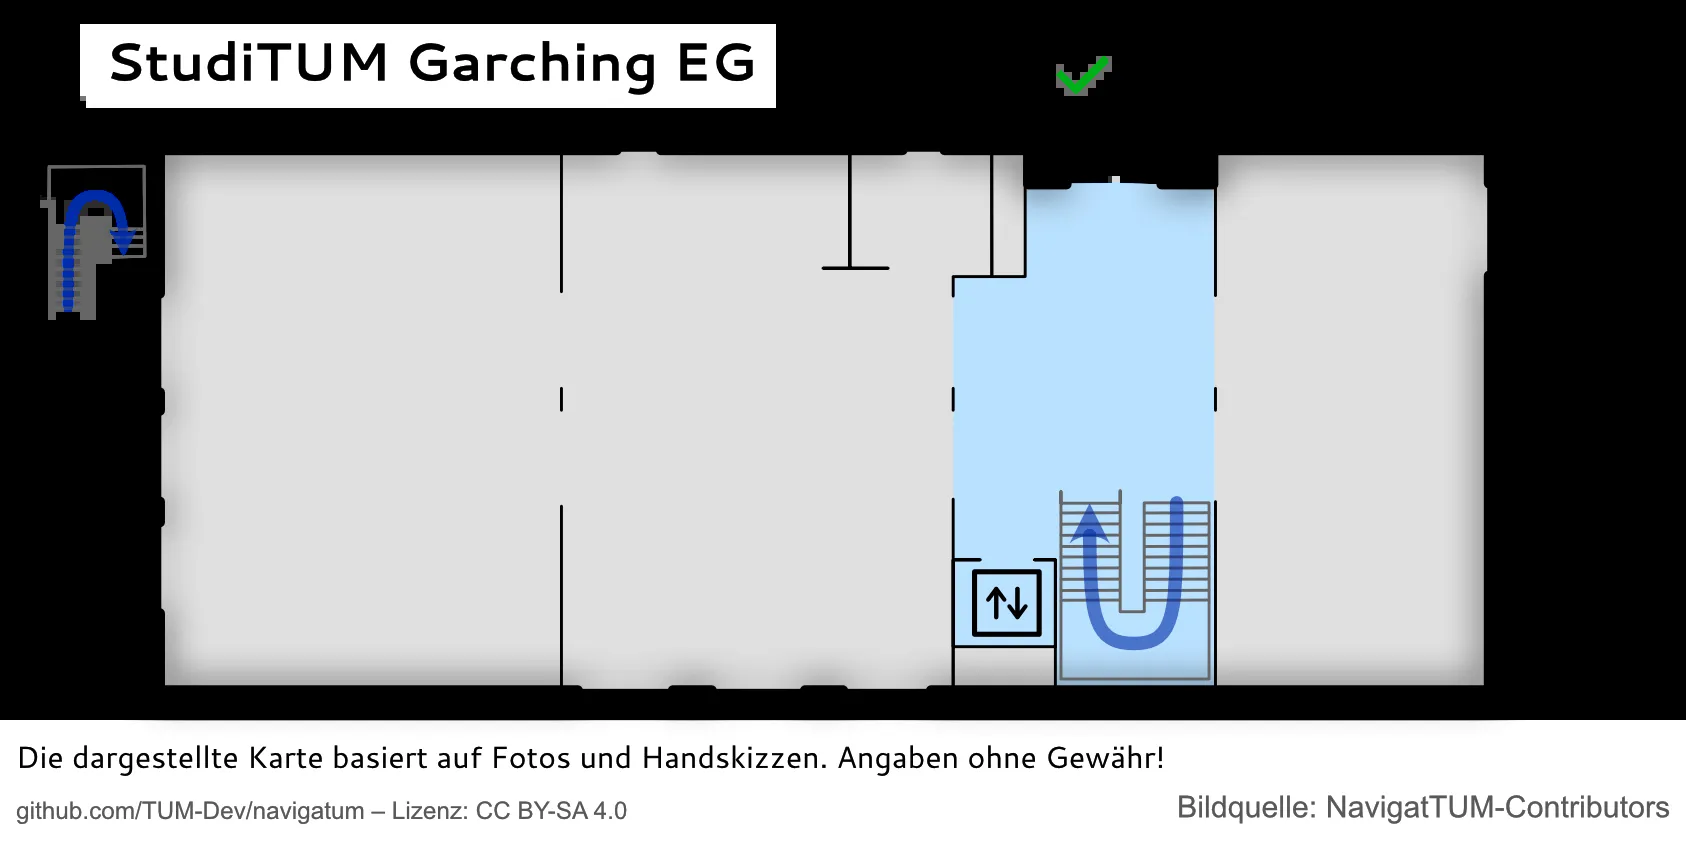 StudiTUM Garching EG
Die dargestellte Karte basiert auf Fotos und Handskizzen. Angaben ohne Gewähr!
github.com/TUM-Dev/navigatum – Lizenz: CC BY-SA 4.0
Bildquelle: NavigatTUM-Contributors